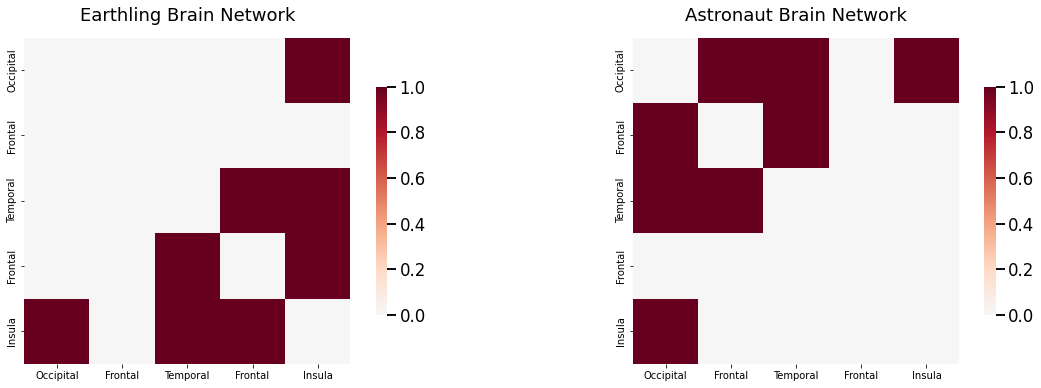 Earthling Brain Network
Occipital
Frontal
Temporal
Frontal
Insula
Occipital Frontal Temporal Frontal Insula
1.0
0.8
0.6
0.4
0.2
0.0
Astronaut Brain Network
Occipital
Frontal
Temporal
Frontal
Insula
Occipital Frontal Temporal Frontal Insula
1.0
0.8
0.6
0.4
0.2
0.0